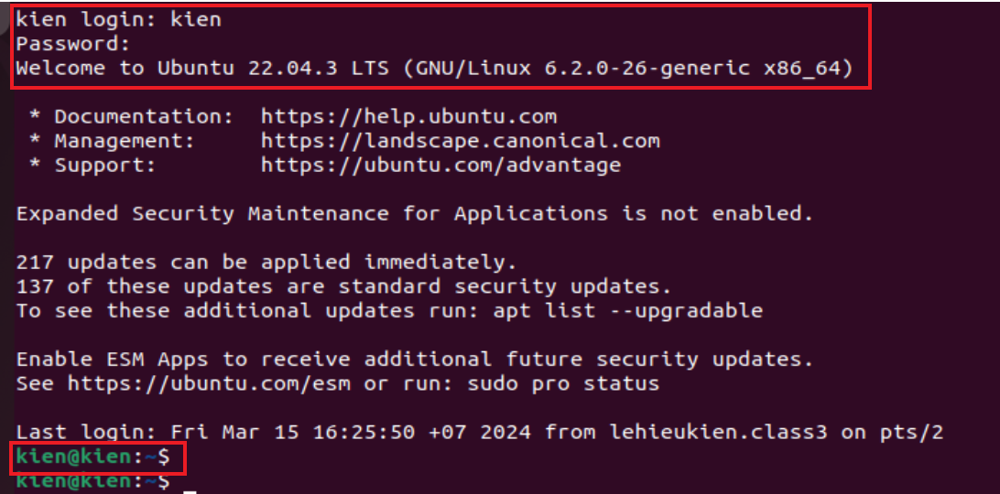 kien login: kien
Password:
Welcome to Ubuntu 22.04.3 LTS (GNU/Linux 6.2.0-26-generic x86_64)
* Documentation:  https://help.ubuntu.com
* Management:     https://landscape.canonical.com
* Support:        https://ubuntu.com/advantage
Expanded Security Maintenance for Applications is not enabled.
217 updates can be applied immediately.
137 of these updates are standard security updates.
To see these additional updates run: apt list --upgradable
Enable ESM Apps to receive additional future security updates.
See https://ubuntu.com/esm or run: sudo pro status
Last login: Fri Mar 15 16:25:50 +07 2024 from lehieukien.class3 on pts/2
kien@kien:~$
kien@kien:~$